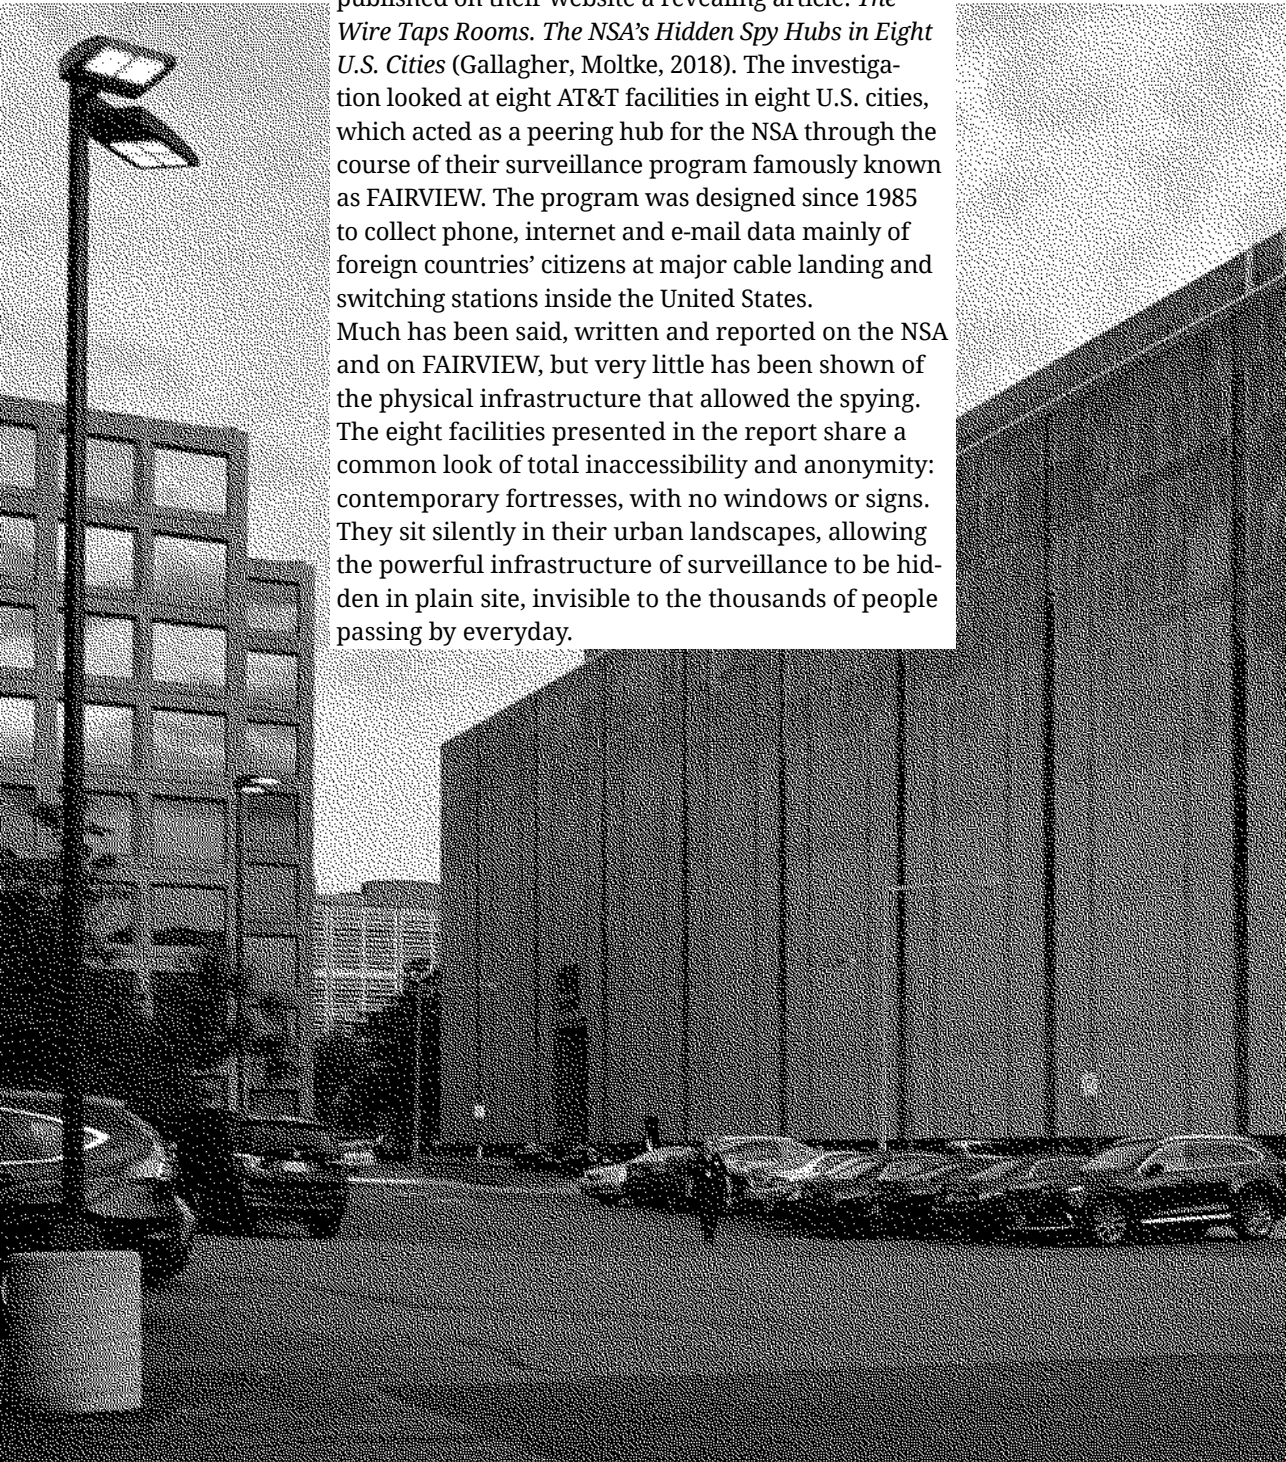 published on their website a revealing article: The
Wire Taps Rooms. The NSA’s Hidden Spy Hubs in Eight
U.S. Cities (Gallagher, Moltke, 2018). The investiga-
tion looked at eight AT&T facilities in eight U.S. cities,
which acted as a peering hub for the NSA through the
course of their surveillance program famously known
as FAIRVIEW. The program was designed since 1985
to collect phone, internet and e-mail data mainly of
foreign countries’ citizens at major cable landing and
switching stations inside the United States.
Much has been said, written and reported on the NSA
and on FAIRVIEW, but very little has been shown of
the physical infrastructure that allowed the spying.
The eight facilities presented in the report share a
common look of total inaccessibility and anonymity:
contemporary fortresses, with no windows or signs.
They sit silently in their urban landscapes, allowing
the powerful infrastructure of surveillance to be hid-
den in plain site, invisible to the thousands of people
passing by everyday.